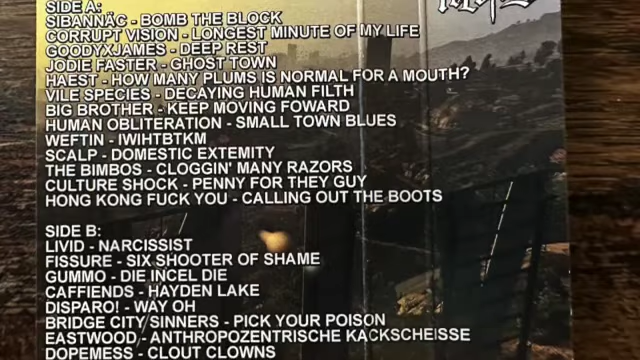 SIDE A:
SIBANNÄC - BOMB THE BLOCK
CORRUPT VISION - LONGEST MINUTE OF MY LIFE
GOODYXJAMES - DEEP REST
JODIE FASTER - GHOST TOWN
HAEST - HOW MANY PLUMS IS NORMAL FOR A MOUTH?
VILE SPECIES - DECAYING HUMAN FILTH
BIG BROTHER - KEEP MOVING FOWARD
HUMAN OBLITERATION - SMALL TOWN BLUES
WEFTIN - IWIHTBTKM
SCALP - DOMESTIC EXTEMITY
THE BIMBOS - CLOGGIN' MANY RAZORS
CULTURE SHOCK - PENNY FOR THEY GUY
HONG KONG FUCK YOU - CALLING OUT THE BOOTS
SIDE B:
LIVID - NARCISSIST
FISSURE - SIX SHOOTER OF SHAME
GUMMO - DIE INCEL DIE
CAFFIENDS - HAYDEN LAKE
DISPARO! - WAY OH
BRIDGE CITY SINNERS - PICK YOUR POISON
EASTWOOD - ANTHROPOZENTRISCHE KACKSCHEISSE
DOPEMESS - CLOUT CLOWNS